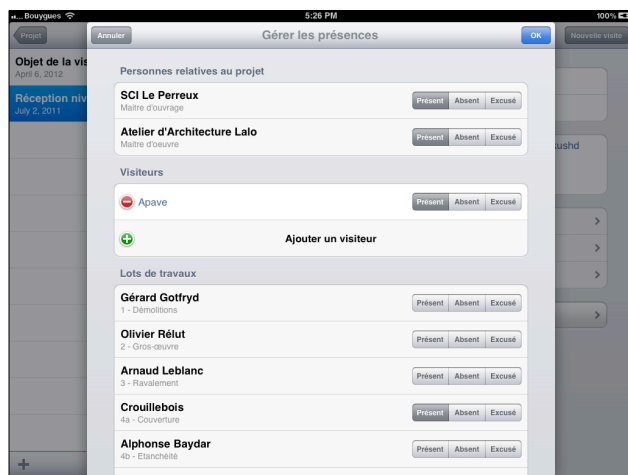 ....Bouygues 5:26 PM 100%
Projet Annuler Gérer les présences OK Nouvelle visite
Objet de la vis
April 6, 2012
Réception niv
July 2, 2011
Personnes relatives au projet
SCI Le Perreux
Maitre d'ouvrage
Présent Absent Excusé
Atelier d'Architecture Lalo
Maitre d'oeuvre
Présent Absent Excusé
kushd
Visiteurs
Apave
Présent Absent Excusé
Ajouter un visiteur
Lots de travaux
Gérard Gotfryd
1 - Démolitions
Présent Absent Excusé
Olivier Rélut
2 - Gros-œuvre
Présent Absent Excusé
Arnaud Leblanc
3 - Ravalement
Présent Absent Excusé
Crouillebois
4a - Couverture
Présent Absent Excusé
Alphonse Baydar
4b - Etanchéité
Présent Absent Excusé